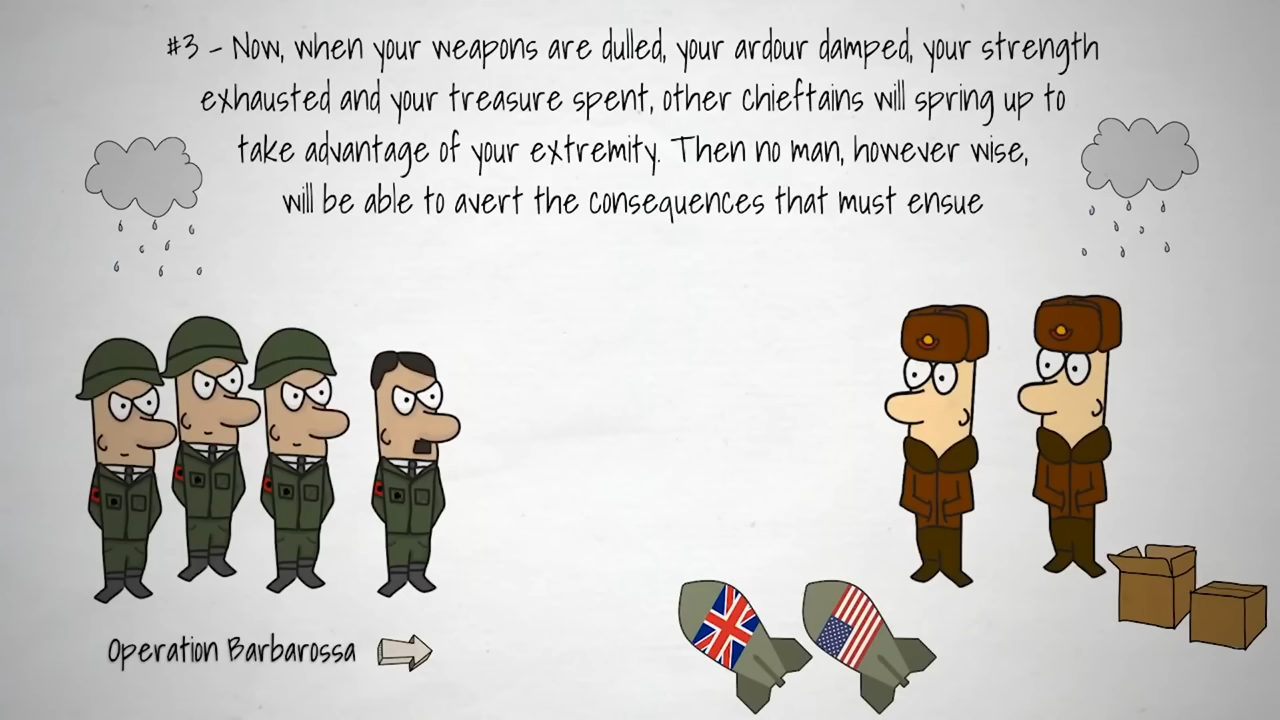 #3 - Now, when your weapons are dulled, your ardour damped, your strength
exhausted and your treasure spent, other chieftains will spring up to
take advantage of your extremity. Then no man, however wise,
will be able to avert the consequences that must ensue
Operation Barbarossa